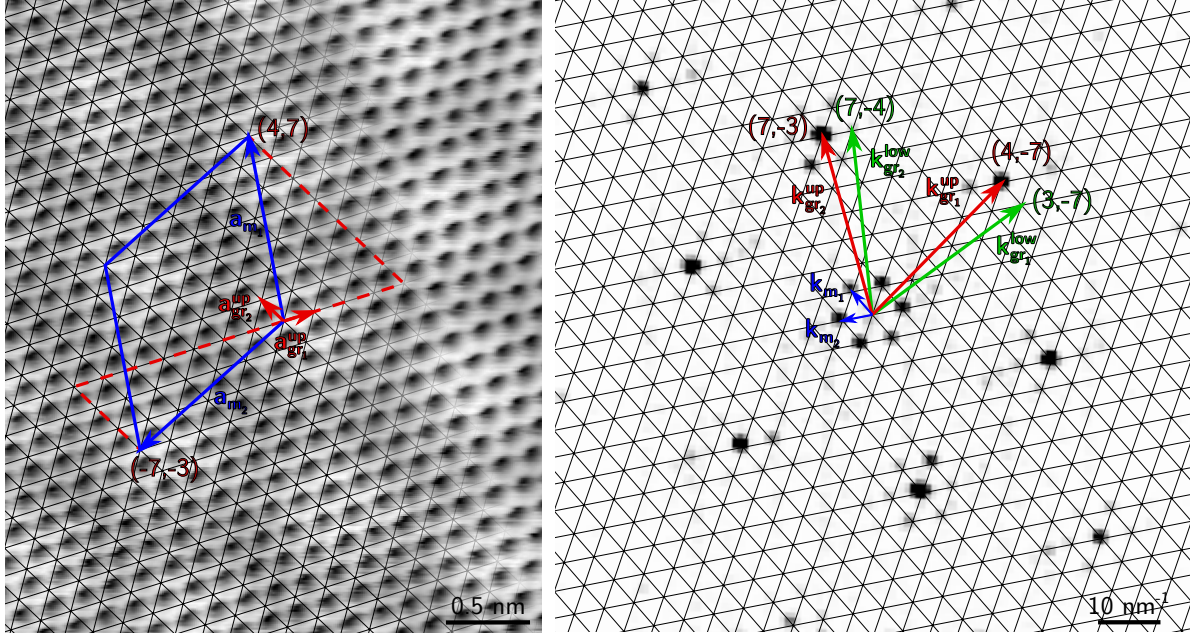 (4,7)
a_m1
a^up_gr2
a^up_gr1
a_m2
(-7,-3)
0.5 nm
(7,-4)
(7,-3)
k^low_gr2
(4,-7)
k^up_gr1
k^up_gr2
(3,-7)
k^low_gr1
k_m1
k_m2
10 nm⁻¹